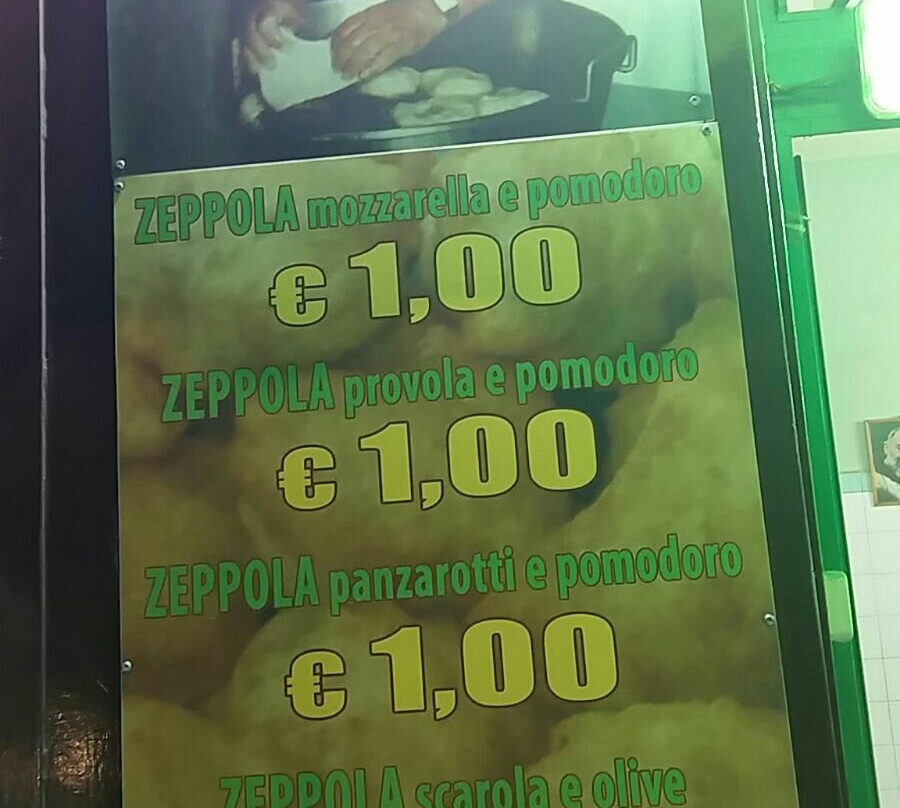 ZEPPOLA mozzarella e pomodoro
€ 1,00
ZEPPOLA provola e pomodoro
€ 1,00
ZEPPOLA panzarotti e pomodoro
€ 1,00
ZEPPOLA scarola e olive